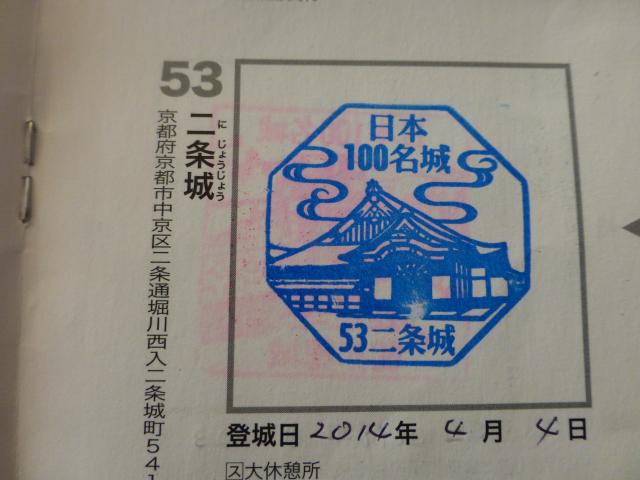 53
二条城
にじょうじょう
京都府京都市中京区二条通堀川西入二条城町541
日本
100名城
53二条城
登城日 2014年 4月 4日
ス大休憩所